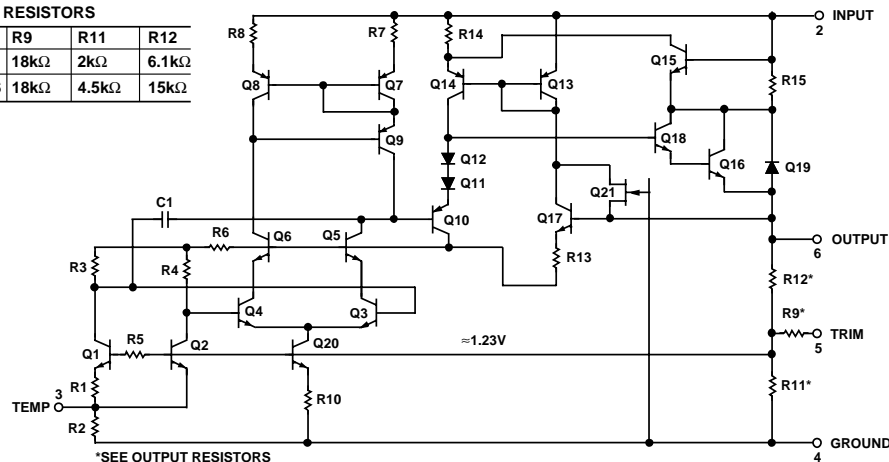 RESISTORS
R9 R11 R12
18kΩ 2kΩ 6.1kΩ
18kΩ 4.5kΩ 15kΩ
R8
R7
R14
INPUT
2
Q15
R15
Q8
Q7
Q14
Q13
Q9
Q18
Q16
Q19
Q12
Q11
Q21
C1
Q10
Q17
R6
Q6
Q5
OUTPUT
6
R3
R4
R13
R12*
Q4
Q3
R9*
TRIM
5
Q1
R5
Q2
Q20
≈1.23V
R1
R10
R11*
TEMP
3
R2
GROUND
4
*SEE OUTPUT RESISTORS